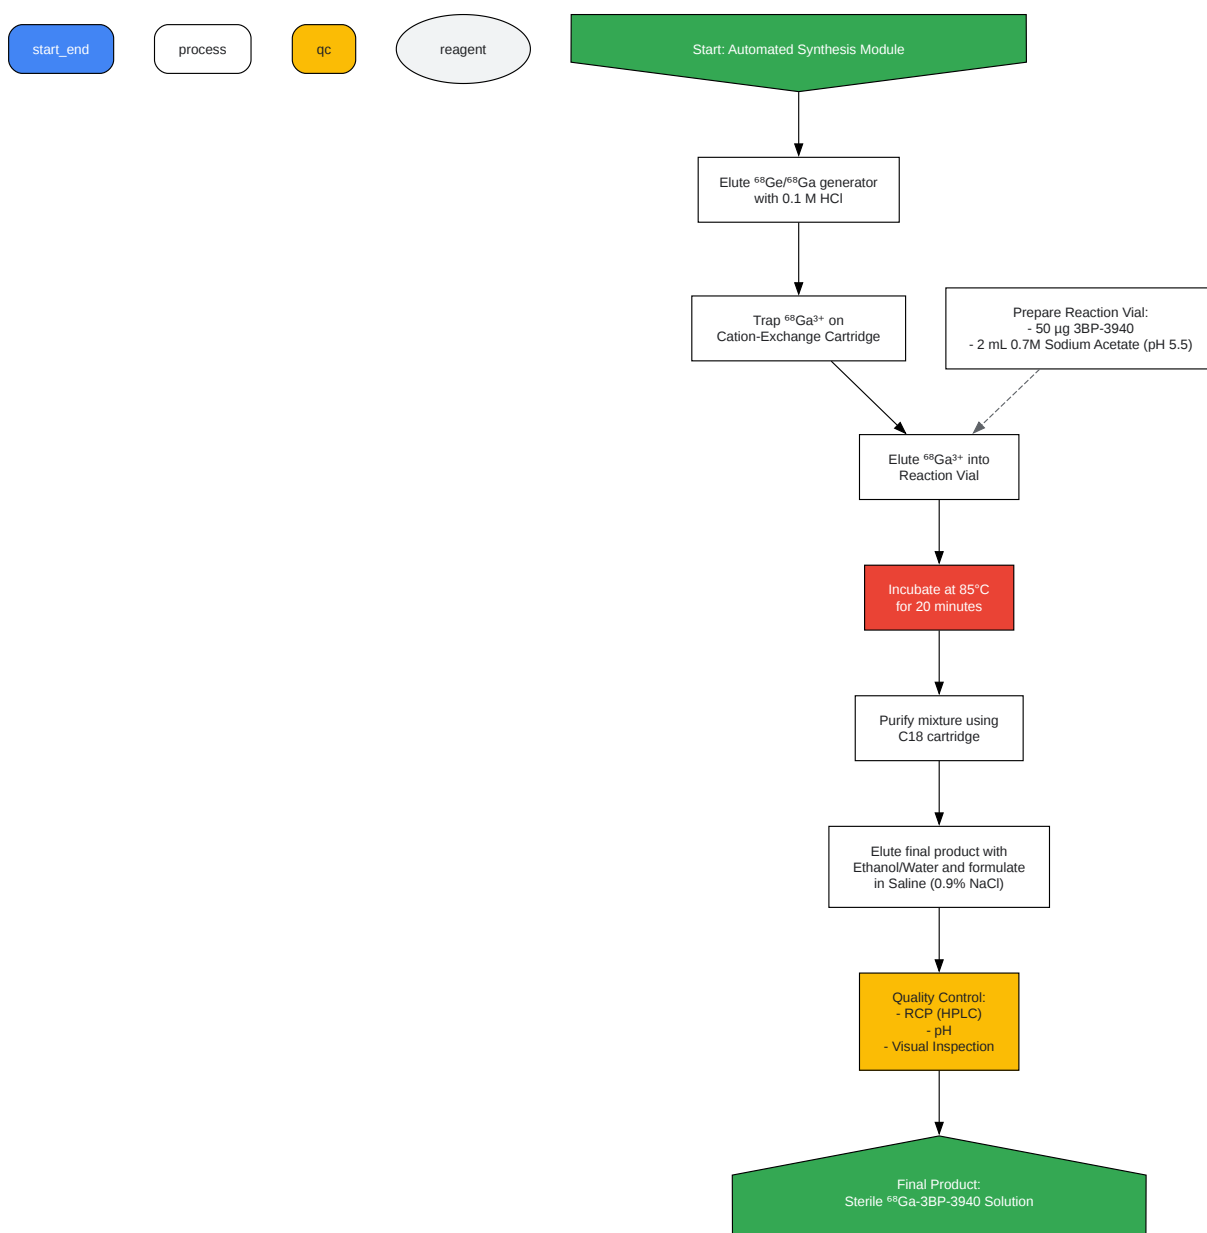 start_end
process
qc
reagent
Start: Automated Synthesis Module
Elute ⁶⁸Ge/⁶⁸Ga generator
with 0.1 M HCl
Trap ⁶⁸Ga³⁺ on
Cation-Exchange Cartridge
Prepare Reaction Vial:
- 50 µg 3BP-3940
- 2 mL 0.7M Sodium Acetate (pH 5.5)
Elute ⁶⁸Ga³⁺ into
Reaction Vial
Incubate at 85°C
for 20 minutes
Purify mixture using
C18 cartridge
Elute final product with
Ethanol/Water and formulate
in Saline (0.9% NaCl)
Quality Control:
- RCP (HPLC)
- pH
- Visual Inspection
Final Product:
Sterile ⁶⁸Ga-3BP-3940 Solution